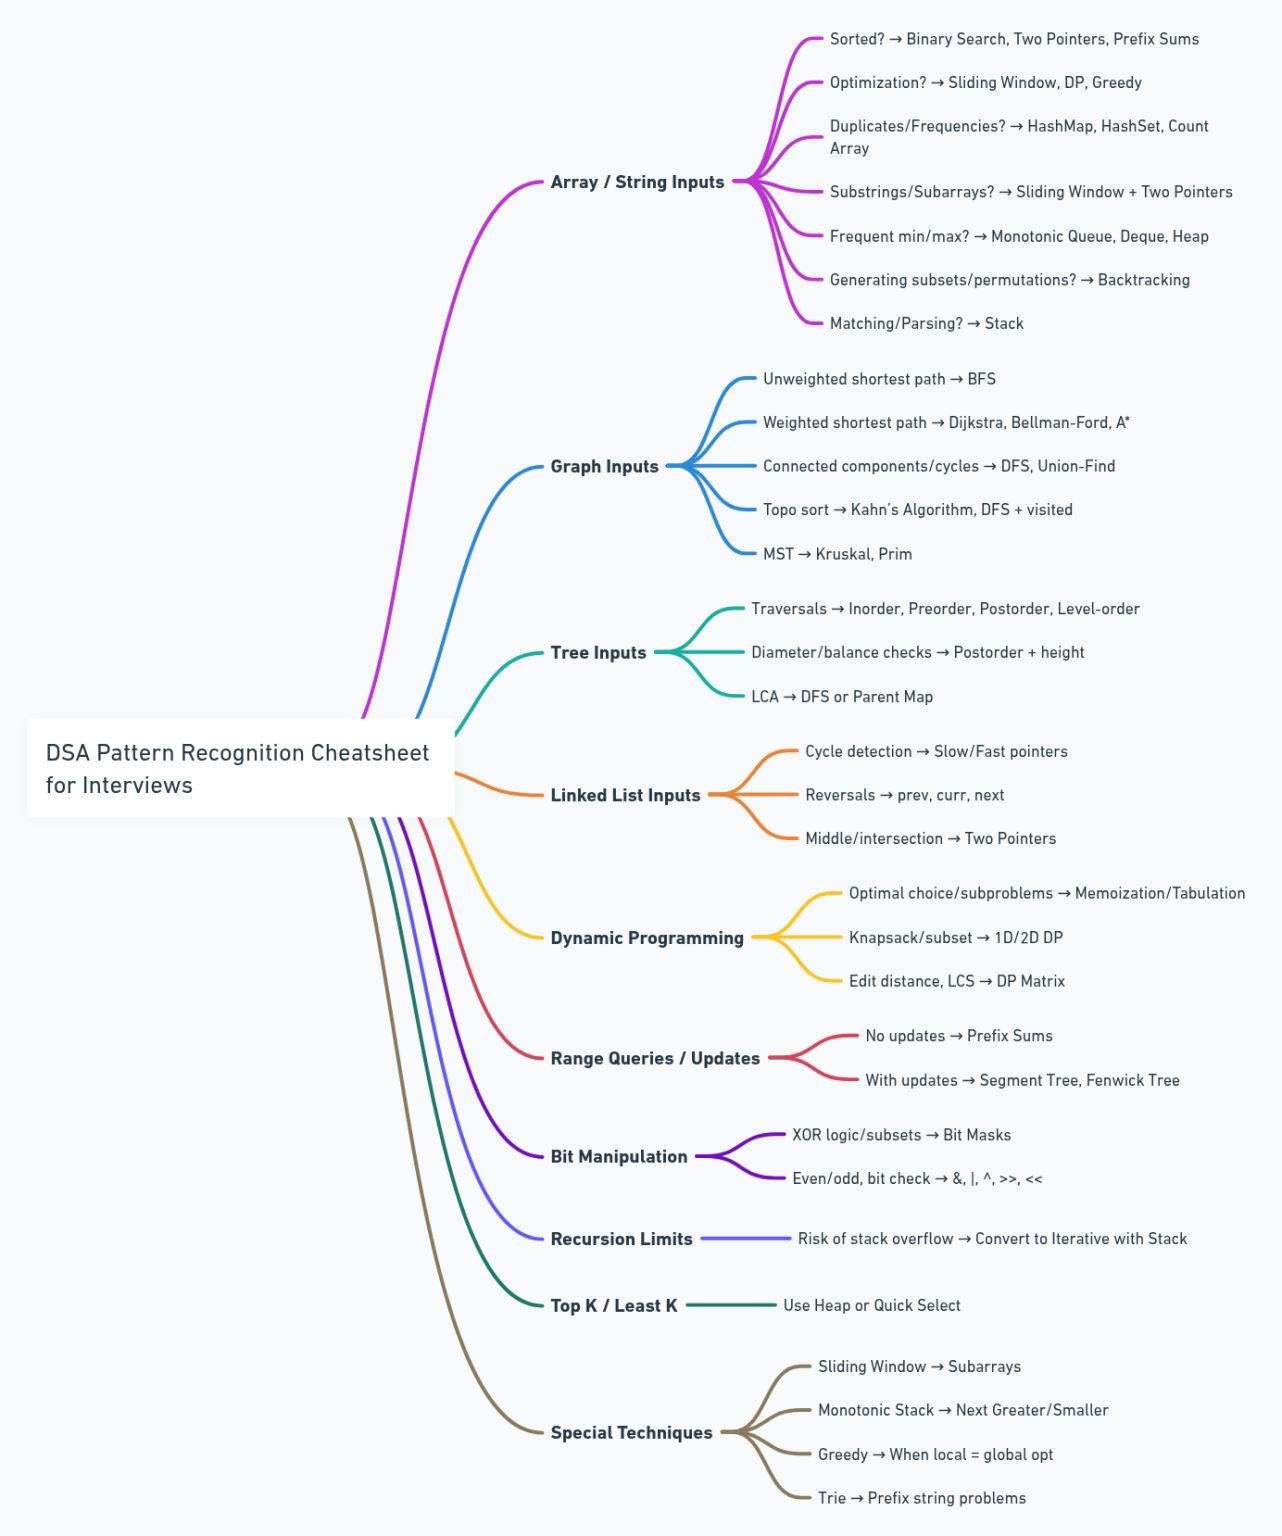 DSA Pattern Recognition Cheatsheet
for Interviews
Array / String Inputs
Sorted? → Binary Search, Two Pointers, Prefix Sums
Optimization? → Sliding Window, DP, Greedy
Duplicates/Frequencies? → HashMap, HashSet, Count
Array
Substrings/Subarrays? → Sliding Window + Two Pointers
Frequent min/max? → Monotonic Queue, Deque, Heap
Generating subsets/permutations? → Backtracking
Matching/Parsing? → Stack
Graph Inputs
Unweighted shortest path → BFS
Weighted shortest path → Dijkstra, Bellman-Ford, A*
Connected components/cycles → DFS, Union-Find
Topo sort → Kahn’s Algorithm, DFS + visited
MST → Kruskal, Prim
Tree Inputs
Traversals → Inorder, Preorder, Postorder, Level-order
Diameter/balance checks → Postorder + height
LCA → DFS or Parent Map
Linked List Inputs
Cycle detection → Slow/Fast pointers
Reversals → prev, curr, next
Middle/intersection → Two Pointers
Dynamic Programming
Optimal choice/subproblems → Memoization/Tabulation
Knapsack/subset → 1D/2D DP
Edit distance, LCS → DP Matrix
Range Queries / Updates
No updates → Prefix Sums
With updates → Segment Tree, Fenwick Tree
Bit Manipulation
XOR logic/subsets → Bit Masks
Even/odd, bit check → &, |, ^, >>, <<
Recursion Limits
Risk of stack overflow → Convert to Iterative with Stack
Top K / Least K
Use Heap or Quick Select
Special Techniques
Sliding Window → Subarrays
Monotonic Stack → Next Greater/Smaller
Greedy → When local = global opt
Trie → Prefix string problems